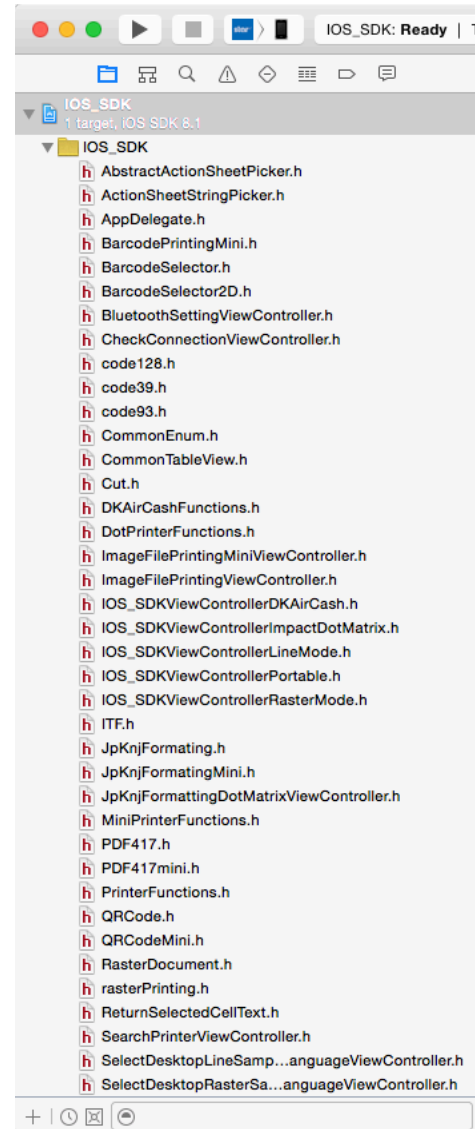 star
IOS_SDK: Ready |
IOS_SDK
1 target, iOS SDK 8.1
IOS_SDK
AbstractActionSheetPicker.h
ActionSheetStringPicker.h
AppDelegate.h
BarcodePrintingMini.h
BarcodeSelector.h
BarcodeSelector2D.h
BluetoothSettingViewController.h
CheckConnectionViewController.h
code128.h
code39.h
code93.h
CommonEnum.h
CommonTableView.h
Cut.h
DKAirCashFunctions.h
DotPrinterFunctions.h
ImageFilePrintingMiniViewController.h
ImageFilePrintingViewController.h
IOS_SDKViewControllerDKAirCash.h
IOS_SDKViewControllerImpactDotMatrix.h
IOS_SDKViewControllerLineMode.h
IOS_SDKViewControllerPortable.h
IOS_SDKViewControllerRasterMode.h
ITF.h
JpKnjFormating.h
JpKnjFormatingMini.h
JpKnjFormattingDotMatrixViewController.h
MiniPrinterFunctions.h
PDF417.h
PDF417mini.h
PrinterFunctions.h
QRCode.h
QRCodeMini.h
RasterDocument.h
rasterPrinting.h
ReturnSelectedCellText.h
SearchPrinterViewController.h
SelectDesktopLineSamp...anguageViewController.h
SelectDesktopRasterSa...anguageViewController.h